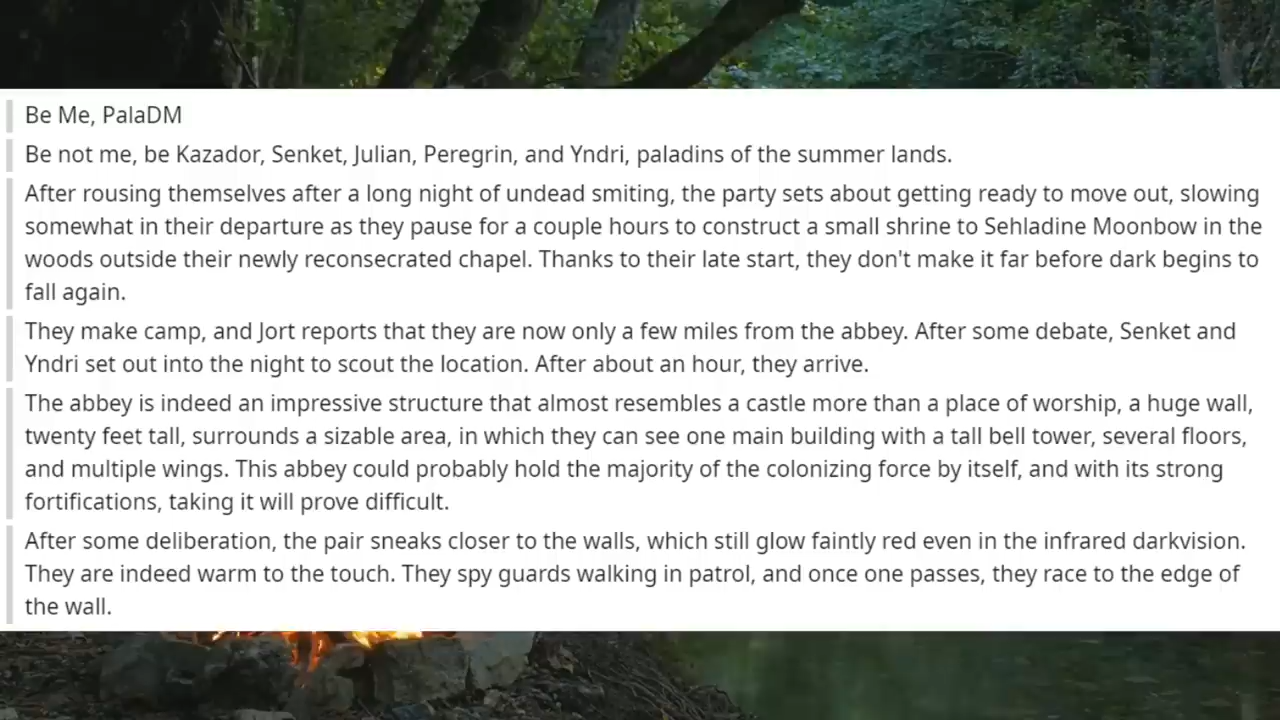 Be Me, PalaDM
Be not me, be Kazador, Senket, Julian, Peregrin, and Yndri, paladins of the summer lands.
After rousing themselves after a long night of undead smiting, the party sets about getting ready to move out, slowing
somewhat in their departure as they pause for a couple hours to construct a small shrine to Sehladine Moonbow in the
woods outside their newly reconsecrated chapel. Thanks to their late start, they don't make it far before dark begins to
fall again.
They make camp, and Jort reports that they are now only a few miles from the abbey. After some debate, Senket and
Yndri set out into the night to scout the location. After about an hour, they arrive.
The abbey is indeed an impressive structure that almost resembles a castle more than a place of worship, a huge wall,
twenty feet tall, surrounds a sizable area, in which they can see one main building with a tall bell tower, several floors,
and multiple wings. This abbey could probably hold the majority of the colonizing force by itself, and with its strong
fortifications, taking it will prove difficult.
After some deliberation, the pair sneaks closer to the walls, which still glow faintly red even in the infrared darkvision.
They are indeed warm to the touch. They spy guards walking in patrol, and once one passes, they race to the edge of
the wall.